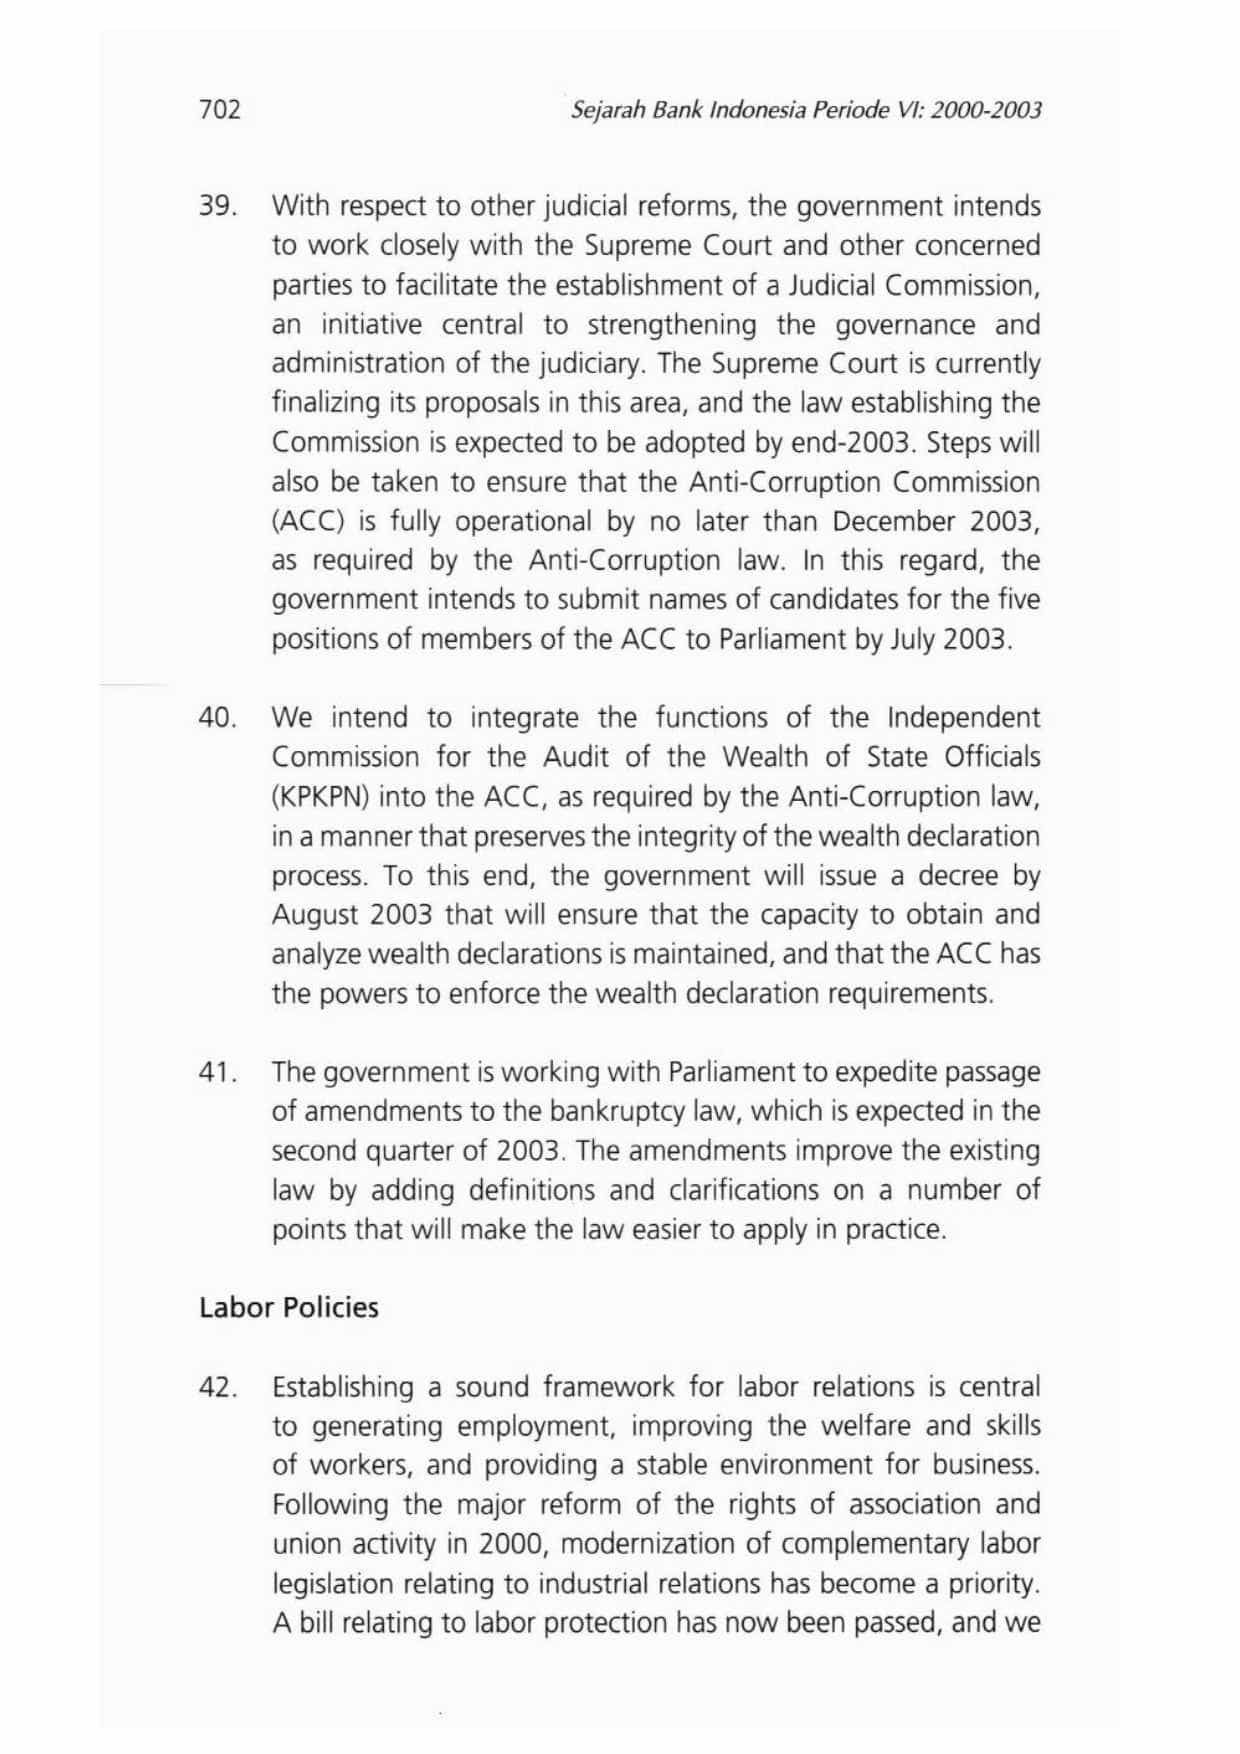 702
Sejarah Bank Indonesia Periode VI: 2000-2003
39. With respect to other judicial reforms, the government intends
to work closely with the Supreme Court and other concerned
parties to facilitate the establishment of a Judicial Commission,
an initiative central to strengthening the governance and
administration of the judiciary. The Supreme Court is currently
finalizing its proposals in this area, and the law establishing the
Commission is expected to be adopted by end-2003. Steps will
also be taken to ensure that the Anti-Corruption Commission
(ACC) is fully operational by no later than December 2003,
as required by the Anti-Corruption law. In this regard, the
government intends to submit names of candidates for the five
positions of members of the ACC to Parliament by July 2003.
40. We intend to integrate the functions of the Independent
Commission for the Audit of the Wealth of State Officials
(KPKPN) into the ACC, as required by the Anti-Corruption law,
in a manner that preserves the integrity of the wealth declaration
process. To this end, the government will issue a decree by
August 2003 that will ensure that the capacity to obtain and
analyze wealth declarations is maintained, and that the ACC has
the powers to enforce the wealth declaration requirements.
41. The government is working with Parliament to expedite passage
of amendments to the bankruptcy law, which is expected in the
second quarter of 2003. The amendments improve the existing
law by adding definitions and clarifications on a number of
points that will make the law easier to apply in practice.
Labor Policies
42. Establishing a sound framework for labor relations is central
to generating employment, improving the welfare and skills
of workers, and providing a stable environment for business.
Following the major reform of the rights of association and
union activity in 2000, modernization of complementary labor
legislation relating to industrial relations has become a priority.
A bill relating to labor protection has now been passed, and we